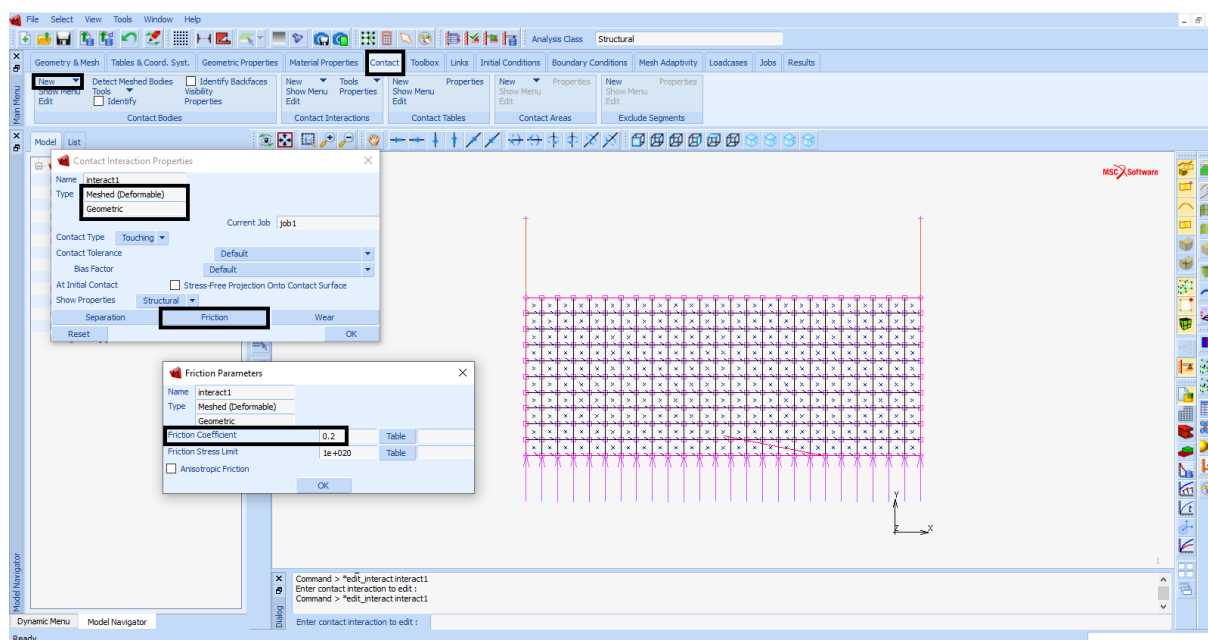 File Select View Tools Window Help
Analysis Class Structural
Geometry & Mesh Tables & Coord. Syst. Geometric Properties Material Properties Contact Toolbox Links Initial Conditions Boundary Conditions Mesh Adaptivity Loadcases Jobs Results
Main Menu
New Detect Meshed Bodies Identify Backfaces New Tools New Properties New Properties New Properties
Show Menu Tools Visibility Show Menu Properties Show Menu Show Menu Show Menu
Edit Identify Properties Edit Edit Edit Edit
Contact Bodies Contact Interactions Contact Tables Contact Areas Exclude Segments
Model List
Contact Interaction Properties
Name interact1
Type Meshed (Deformable)
Geometric
Current Job job1
Contact Type Touching
Contact Tolerance Default
Bias Factor Default
At Initial Contact Stress-Free Projection Onto Contact Surface
Show Properties Structural
Separation Friction Wear
Reset OK
Friction Parameters
Name interact1
Type Meshed (Deformable)
Geometric
Friction Coefficient 0.2 Table
Friction Stress Limit 1e+020 Table
Anisotropic Friction
OK
MSC Software
Y
Z X
1
Model Navigator
Dialog
Command > *edit_interact interact1
Enter contact interaction to edit :
Command > *edit_interact interact1
Enter contact interaction to edit :
Dynamic Menu Model Navigator
Ready